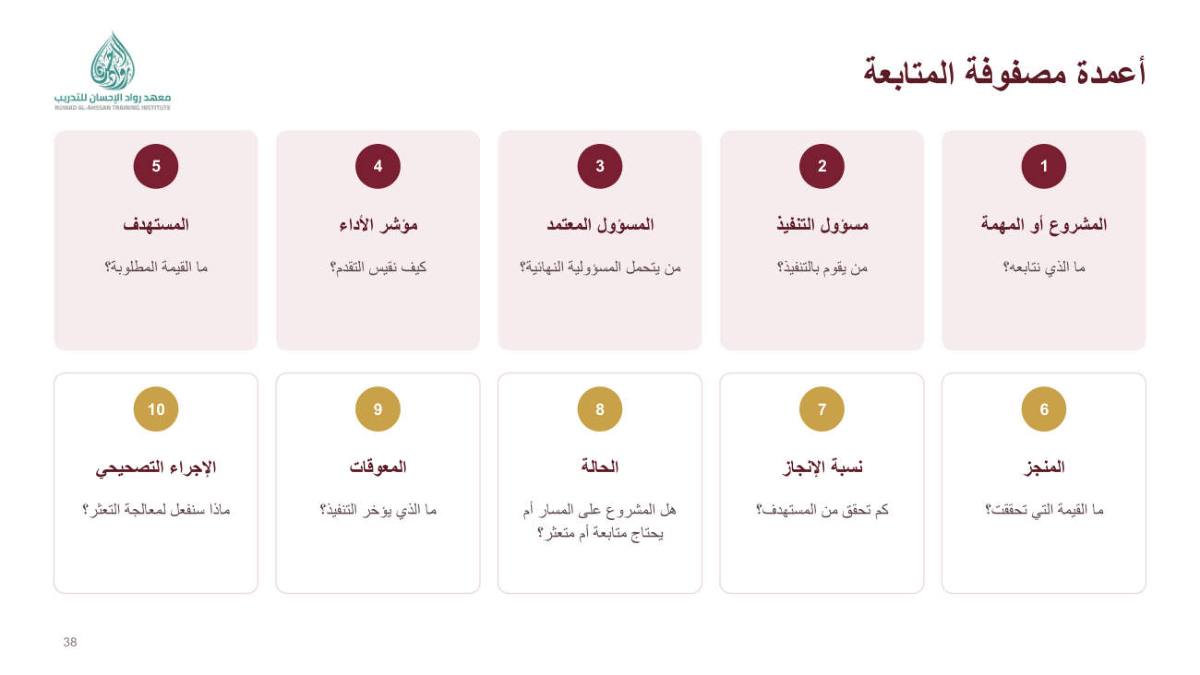 أعمدة مصفوفة المتابعة
معهد رواد الإحسان للتدريب
RUWAD AL-AHSSAN TRAINING INSTITUTE
1
المشروع أو المهمة
ما الذي نتابعه؟
2
مسؤول التنفيذ
من يقوم بالتنفيذ؟
3
المسؤول المعتمد
من يتحمل المسؤولية النهائية؟
4
مؤشر الأداء
كيف نقيس التقدم؟
5
المستهدف
ما القيمة المطلوبة؟
6
المنجز
ما القيمة التي تحققت؟
7
نسبة الإنجاز
كم تحقق من المستهدف؟
8
الحالة
هل المشروع على المسار أم
يحتاج متابعة أم متعثر؟
9
المعوقات
ما الذي يؤخر التنفيذ؟
10
الإجراء التصحيحي
ماذا سنفعل لمعالجة التعثر؟
38